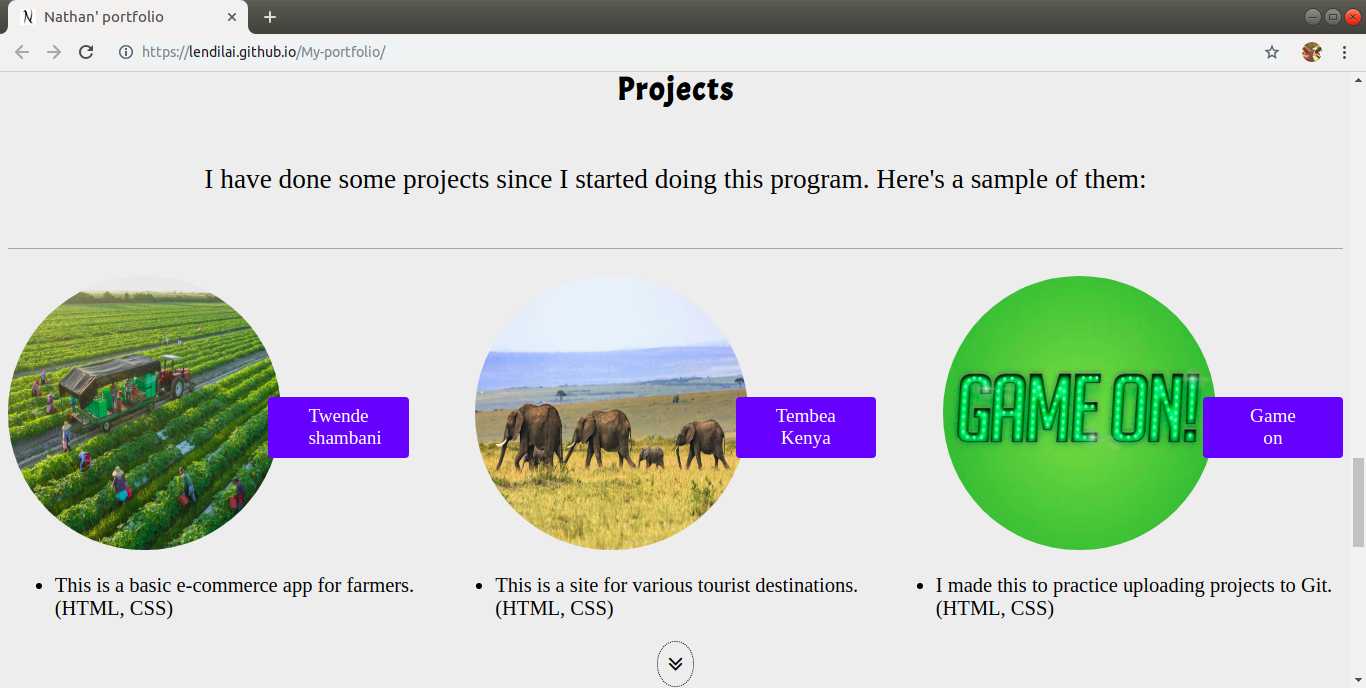 Nathan' portfolio
https://lendilai.github.io/My-portfolio/
Projects
I have done some projects since I started doing this program. Here's a sample of them:
Twende
shambani
Tembea
Kenya
GAME ON!
Game
on
This is a basic e-commerce app for farmers.
(HTML, CSS)
This is a site for various tourist destinations.
(HTML, CSS)
I made this to practice uploading projects to Git.
(HTML, CSS)